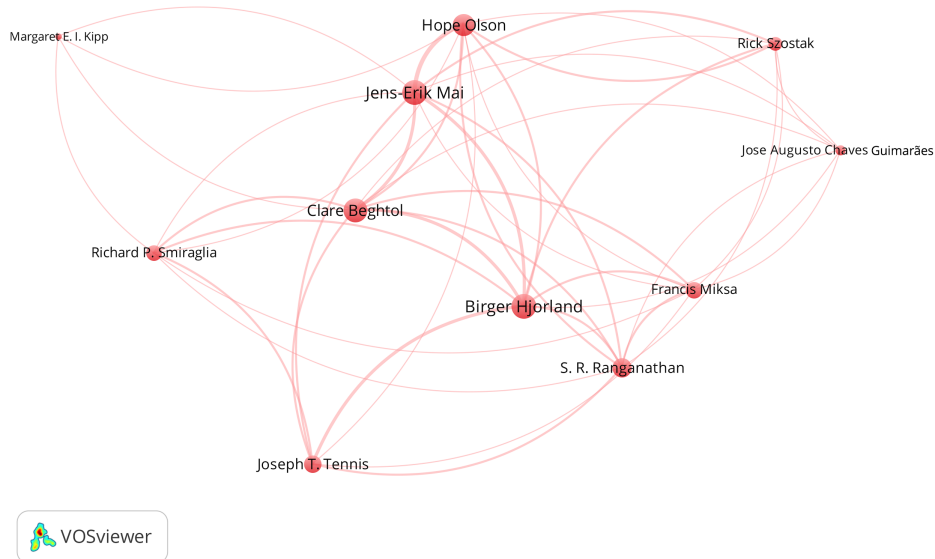 Hope Olson
Margaret E. I. Kipp
Rick Szostak
Jens-Erik Mai
Jose Augusto Chaves Guimarães
Clare Beghtol
Richard P. Smiraglia
Francis Miksa
Birger Hjorland
S. R. Ranganathan
Joseph T. Tennis
VOSviewer